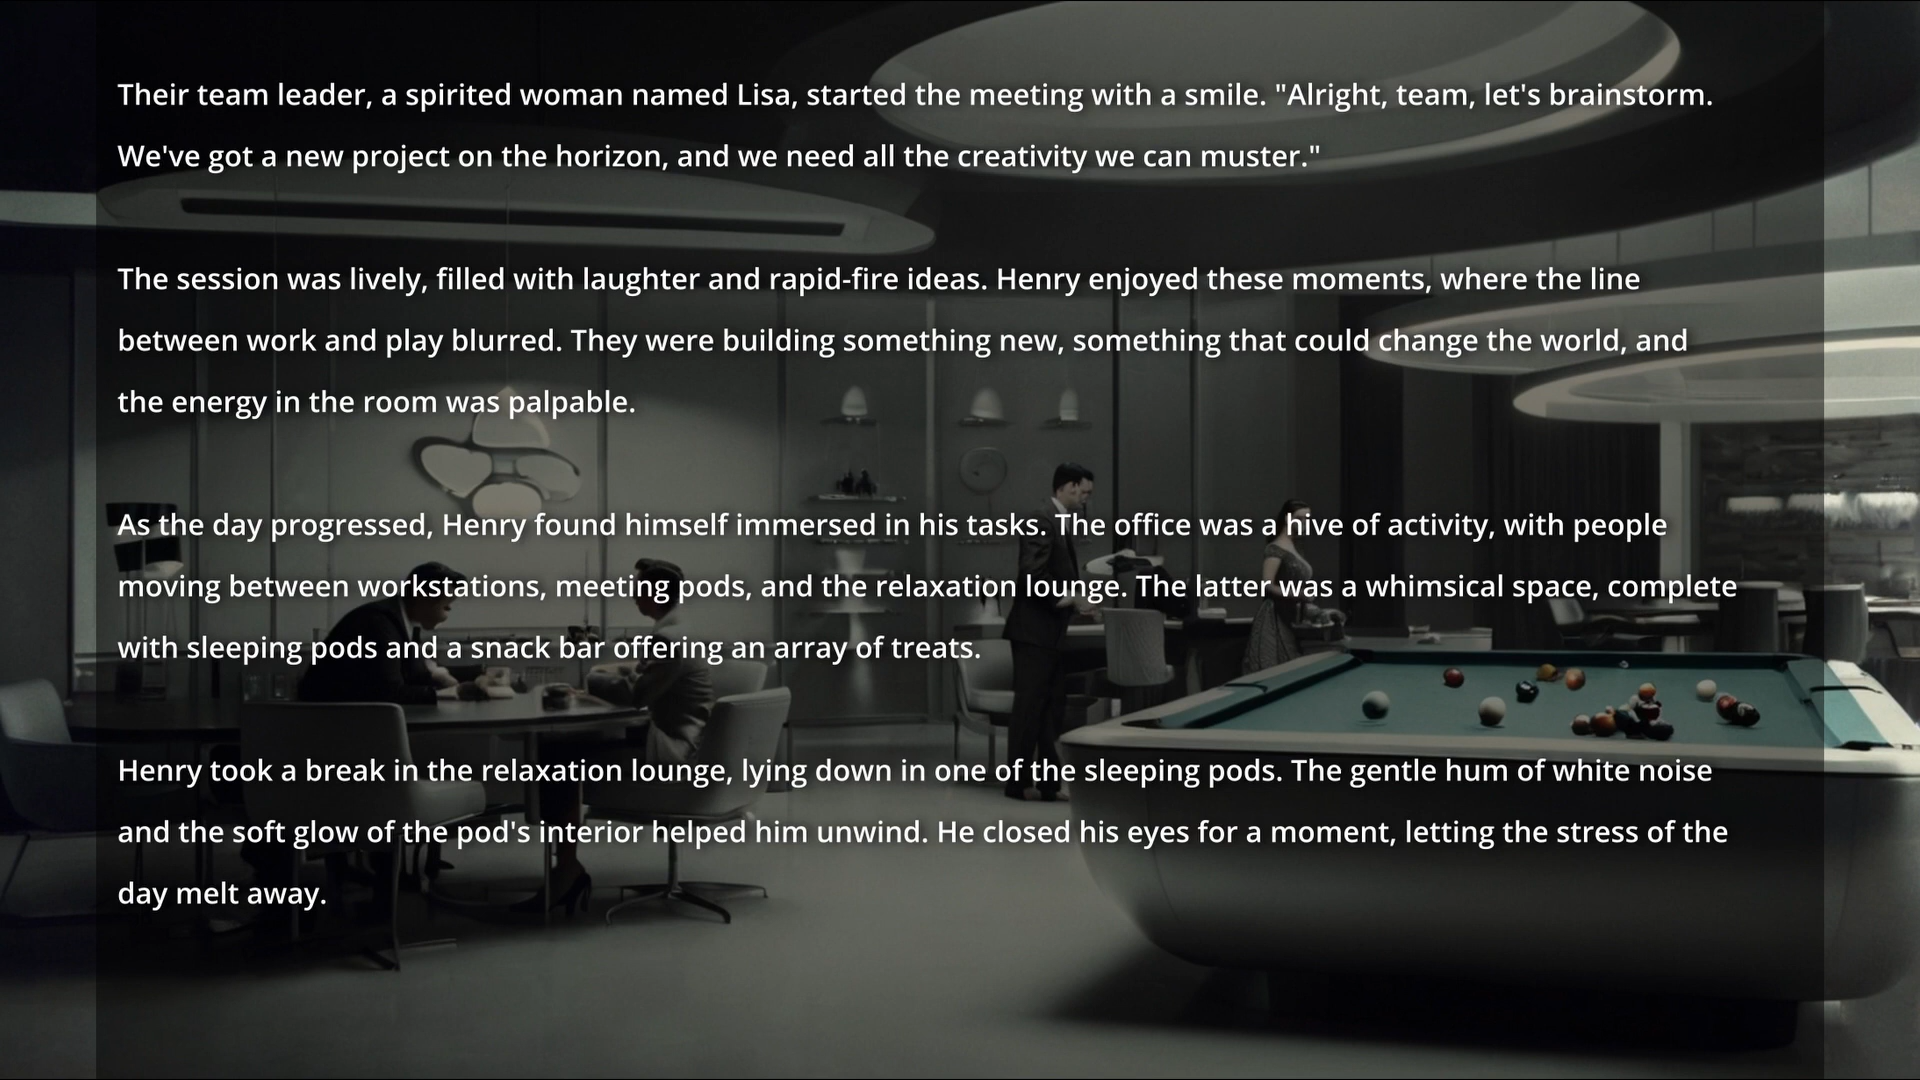 Their team leader, a spirited woman named Lisa, started the meeting with a smile. "Alright, team, let's brainstorm.
We've got a new project on the horizon, and we need all the creativity we can muster."
The session was lively, filled with laughter and rapid-fire ideas. Henry enjoyed these moments, where the line
between work and play blurred. They were building something new, something that could change the world, and
the energy in the room was palpable.
As the day progressed, Henry found himself immersed in his tasks. The office was a hive of activity, with people
moving between workstations, meeting pods, and the relaxation lounge. The latter was a whimsical space, complete
with sleeping pods and a snack bar offering an array of treats.
Henry took a break in the relaxation lounge, lying down in one of the sleeping pods. The gentle hum of white noise
and the soft glow of the pod's interior helped him unwind. He closed his eyes for a moment, letting the stress of the
day melt away.